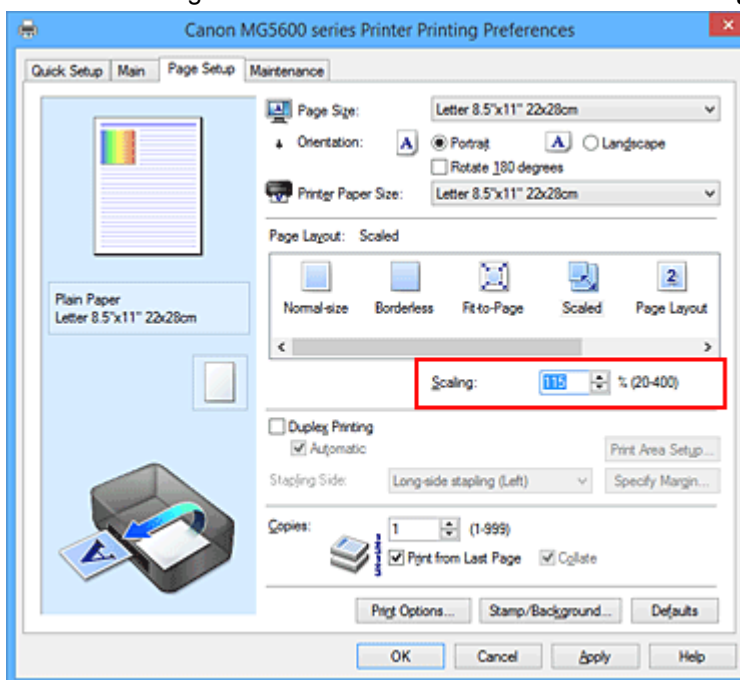 Canon MG5600 series Printer Printing Preferences
Quick Setup Main Page Setup Maintenance
Page Size: Letter 8.5"x11" 22x28cm
Orientation: A Portrait A Landscape
Rotate 180 degrees
Printer Paper Size: Letter 8.5"x11" 22x28cm
Page Layout: Scaled
Normal-size Borderless Fit-to-Page Scaled Page Layout
Plain Paper
Letter 8.5"x11" 22x28cm
Scaling: 115 % (20-400)
Duplex Printing
Automatic Print Area Setup...
Stapling Side: Long-side stapling (Left) Specify Margin...
Copies: 1 (1-999)
Print from Last Page Collate
Print Options... Stamp/Background... Defaults
OK Cancel Apply Help